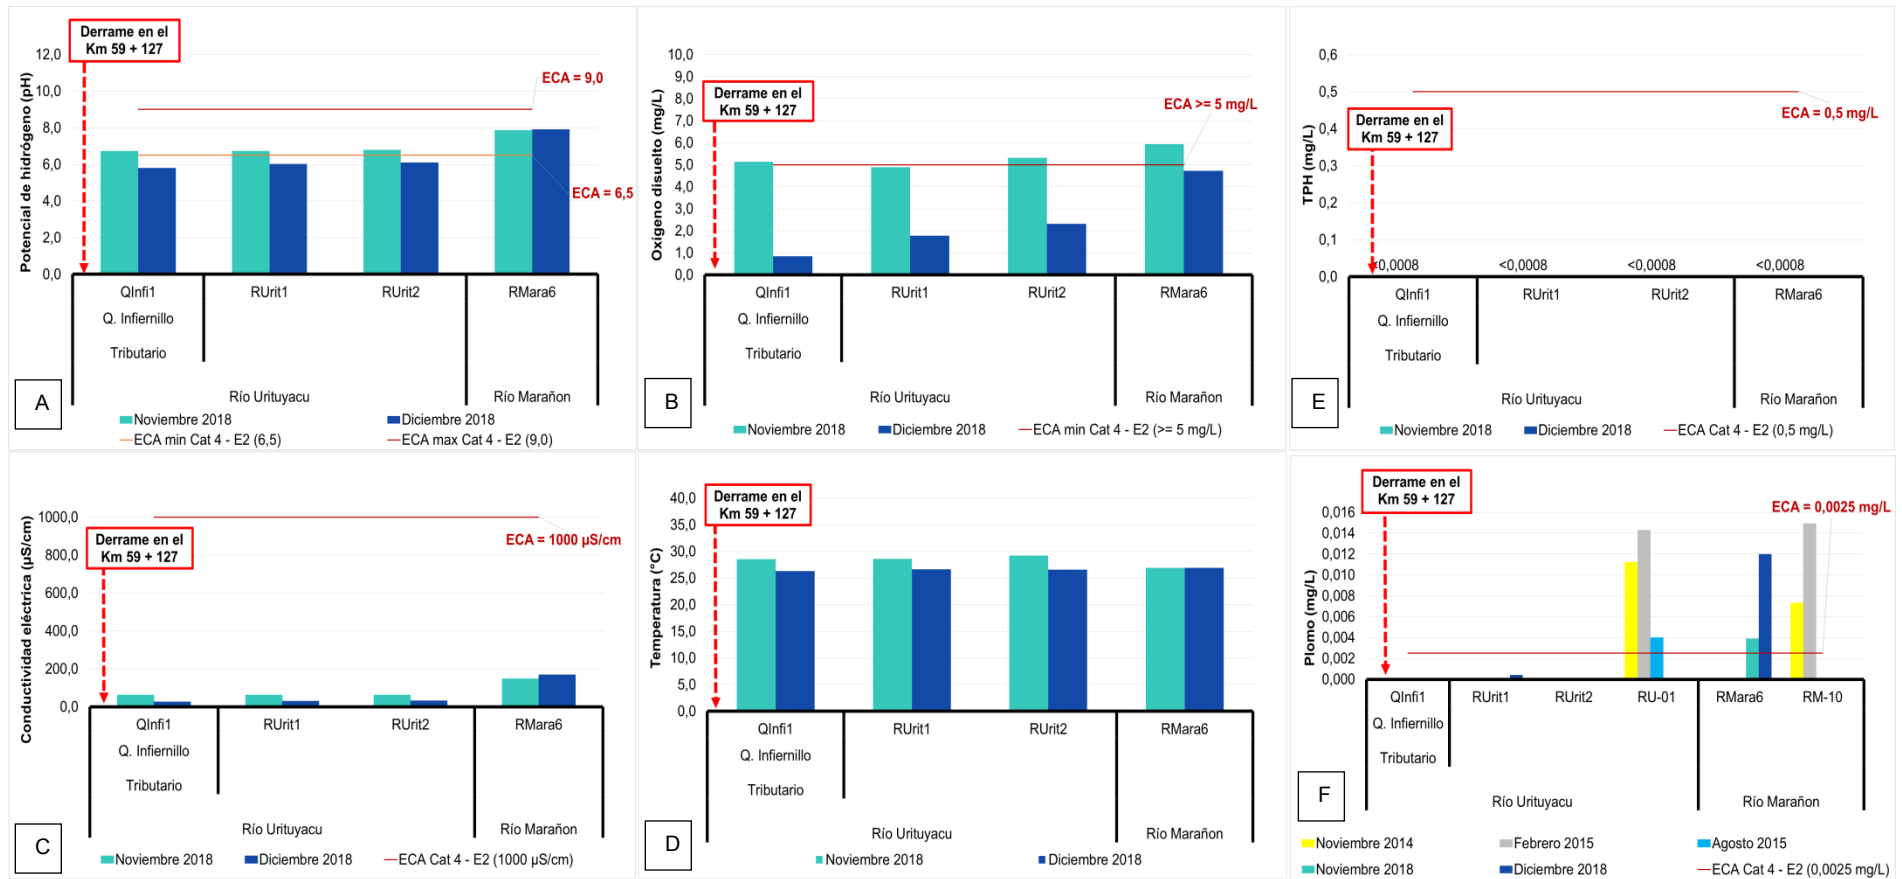 Derrame en el
Km 59 + 127
12,0
10,0
8,0
6,0
4,0
2,0
0,0
Potencial de hidrógeno (pH)
ECA = 9,0
ECA = 6,5
QInfi1
RUrit1
RUrit2
RMara6
Q. Infiernillo
Tributario
Río Urituyacu
Río Marañon
A
Noviembre 2018
Diciembre 2018
ECA min Cat 4 - E2 (6,5)
ECA max Cat 4 - E2 (9,0)
Derrame en el
Km 59 + 127
10,0
9,0
8,0
7,0
6,0
5,0
4,0
3,0
2,0
1,0
0,0
Oxígeno disuelto (mg/L)
ECA >= 5 mg/L
QInfi1
RUrit1
RUrit2
RMara6
Q. Infiernillo
Tributario
Río Urituyacu
Río Marañon
B
Noviembre 2018
Diciembre 2018
ECA min Cat 4 - E2 (>= 5 mg/L)
Derrame en el
Km 59 + 127
0,6
0,5
0,4
0,3
0,2
0,1
0,0
TPH (mg/L)
ECA = 0,5 mg/L
<0,0008
<0,0008
<0,0008
<0,0008
QInfi1
RUrit1
RUrit2
RMara6
Q. Infiernillo
Tributario
Río Urituyacu
Río Marañon
E
Noviembre 2018
Diciembre 2018
ECA Cat 4 - E2 (0,5 mg/L)
Derrame en el
Km 59 + 127
1000,0
800,0
600,0
400,0
200,0
0,0
Conductividad eléctrica (µS/cm)
ECA = 1000 µS/cm
QInfi1
RUrit1
RUrit2
RMara6
Q. Infiernillo
Tributario
Río Urituyacu
Río Marañon
C
Noviembre 2018
Diciembre 2018
ECA Cat 4 - E2 (1000 µS/cm)
Derrame en el
Km 59 + 127
40,0
35,0
30,0
25,0
20,0
15,0
10,0
5,0
0,0
Temperatura (°C)
QInfi1
RUrit1
RUrit2
RMara6
Q. Infiernillo
Tributario
Río Urituyacu
Río Marañon
D
Noviembre 2018
Diciembre 2018
Derrame en el
Km 59 + 127
0,016
0,014
0,012
0,010
0,008
0,006
0,004
0,002
0,000
Plomo (mg/L)
ECA = 0,0025 mg/L
QInfi1
RUrit1
RUrit2
RU-01
RMara6
RM-10
Q. Infiernillo
Tributario
Río Urituyacu
Río Marañon
F
Noviembre 2014
Febrero 2015
Agosto 2015
Noviembre 2018
Diciembre 2018
ECA Cat 4 - E2 (0,0025 mg/L)